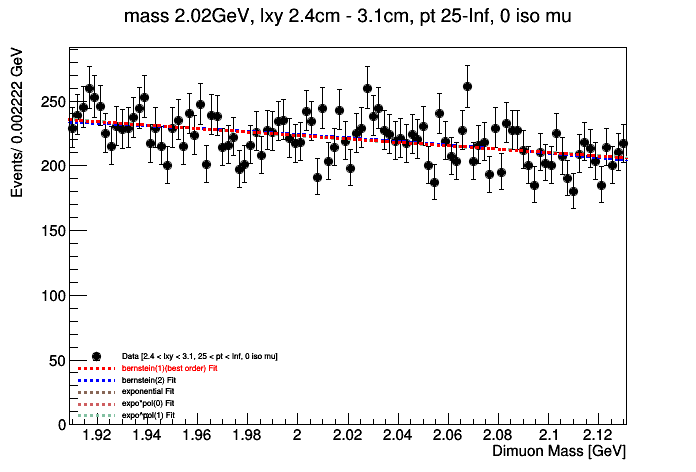 mass 2.02GeV, lxy 2.4cm - 3.1cm, pt 25-Inf, 0 iso mu
Events/ 0.002222 GeV
250
200
150
100
50
0
Data [2.4 < lxy < 3.1, 25 < pt < Inf, 0 iso mu]
bernstein(1)(best order) Fit
bernstein(2) Fit
exponential Fit
expo*pol(0) Fit
expo*pol(1) Fit
1.92 1.94 1.96 1.98 2 2.02 2.04 2.06 2.08 2.1 2.12
Dimuon Mass [GeV]